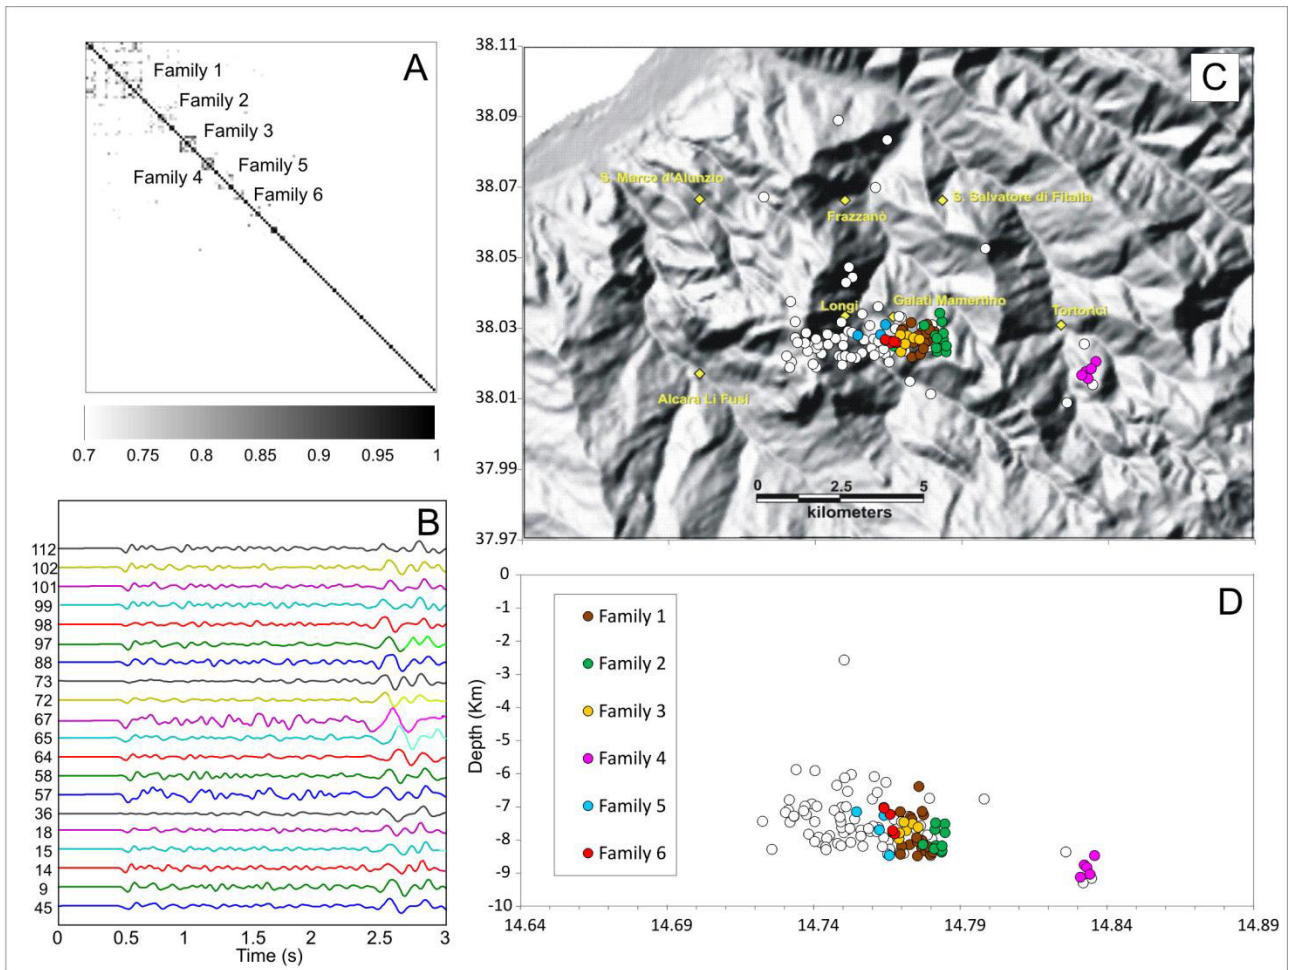 A
Family 1
Family 2
Family 3
Family 4
Family 5
Family 6
0.7
0.75
0.8
0.85
0.9
0.95
1
B
112
102
101
99
98
97
88
73
72
67
65
64
58
57
36
18
15
14
9
45
0
0.5
1
1.5
2
2.5
3
Time (s)
C
38.11
38.09
38.07
38.05
38.03
38.01
37.99
37.97
S. Marco d'Alunzio
Frazzanò
S. Salvatore di Fitalia
Longi
Galati Mamertino
Tortorici
Alcara Li Fusi
0 2.5 5
kilometers
D
0
-1
-2
-3
-4
-5
-6
-7
-8
-9
-10
Depth (Km)
Family 1
Family 2
Family 3
Family 4
Family 5
Family 6
14.64
14.69
14.74
14.79
14.84
14.89